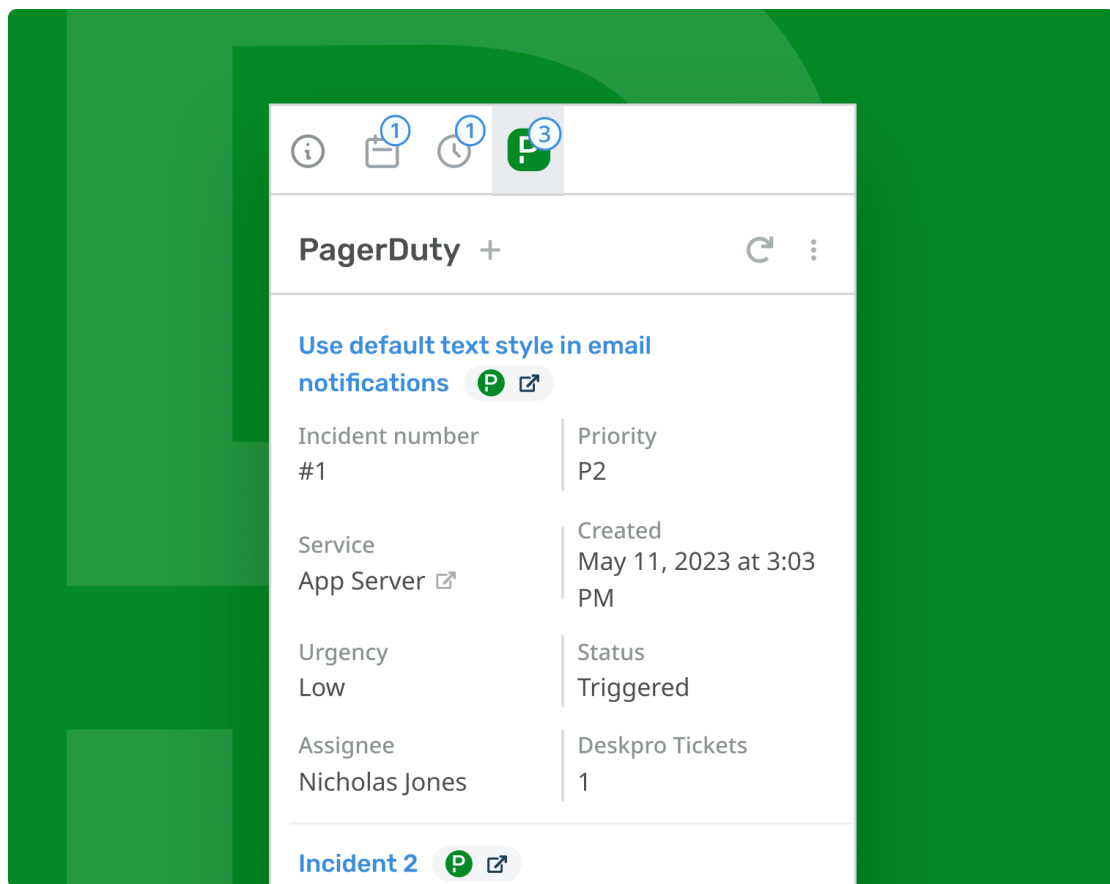 1 1 3
PagerDuty
Use default text style in email
notifications
Incident number Priority
#1 P2
Service Created
App Server May 11, 2023 at 3:03
PM
Urgency Status
Low Triggered
Assignee Deskpro Tickets
Nicholas Jones 1
Incident 2